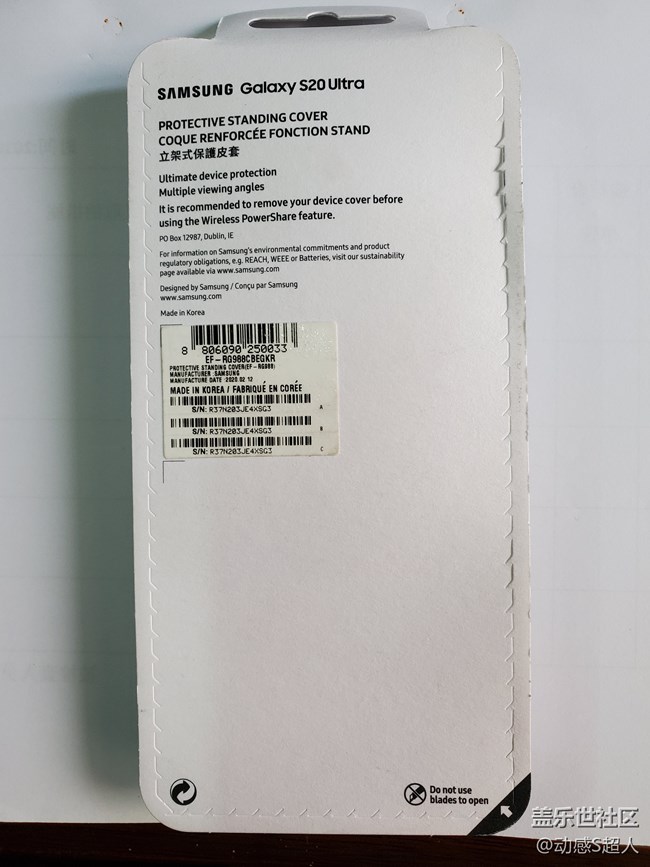 SAMSUNG Galaxy S20 Ultra
PROTECTIVE STANDING COVER
COQUE RENFORCÉE FONCTION STAND
立架式保護皮套
Ultimate device protection
Multiple viewing angles
It is recommended to remove your device cover before
using the Wireless PowerShare feature.
PO Box 12987, Dublin, IE
For information on Samsung's environmental commitments and product
regulatory obligations, e.g. REACH, WEEE or Batteries, visit our sustainability
page available via www.samsung.com
Designed by Samsung / Conçu par Samsung
www.samsung.com
Made in Korea
8 806090 250033
EF-RG988CBEGKR
PROTECTIVE STANDING COVER(EF-RG988)
MANUFACTURER :SAMSUNG
MANUFACTURE DATE :2020.02.12
MADE IN KOREA / FABRIQUÉ EN CORÉE
S/N: R37N203JE4XSG3 A
S/N: R37N203JE4XSG3 B
S/N: R37N203JE4XSG3 C
Do not use
blades to open
盖乐世社区
@动感S超人